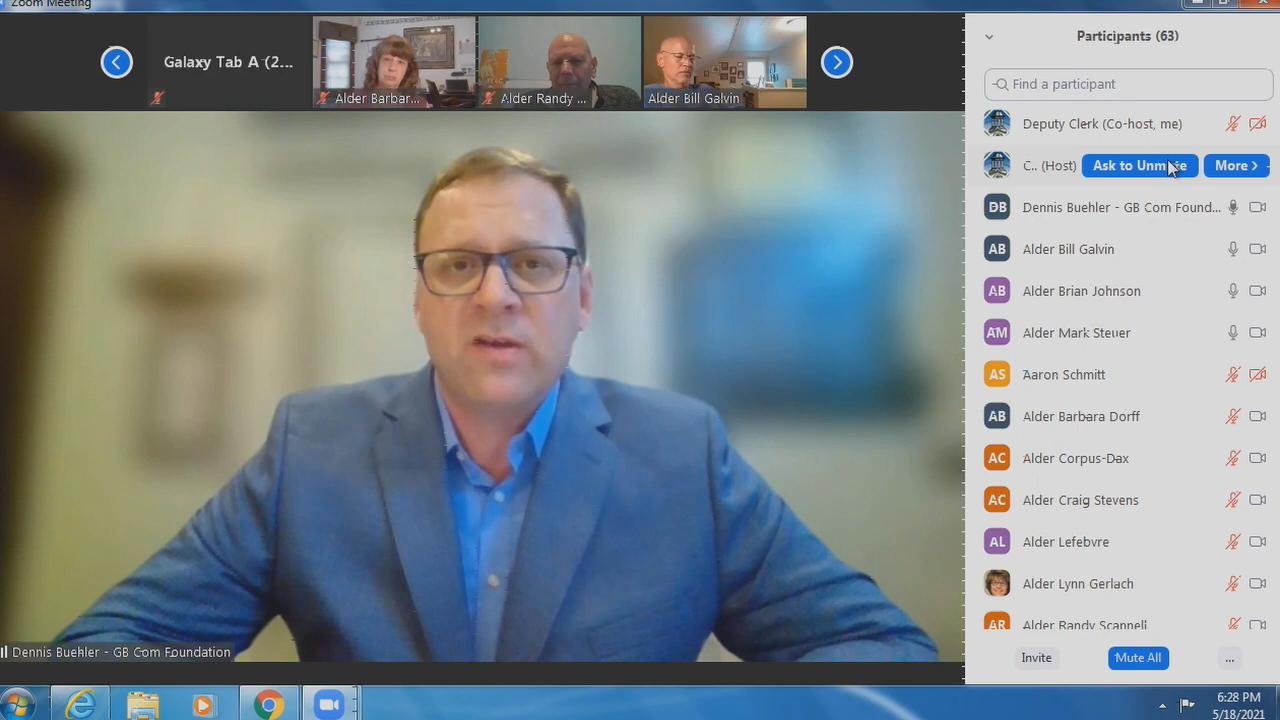 Zoom Meeting
Galaxy Tab A (2...
Alder Barbar...
Alder Randy ...
Alder Bill Galvin
Dennis Buehler - GB Com Foundation
Participants (63)
Find a participant
Deputy Clerk (Co-host, me)
C.. (Host) Ask to Unmute More >
DB Dennis Buehler - GB Com Found...
AB Alder Bill Galvin
AB Alder Brian Johnson
AM Alder Mark Steuer
AS Aaron Schmitt
AB Alder Barbara Dorff
AC Alder Corpus-Dax
AC Alder Craig Stevens
AL Alder Lefebvre
Alder Lynn Gerlach
AR Alder Randy Scannell
Invite Mute All ...
6:28 PM
5/18/2021